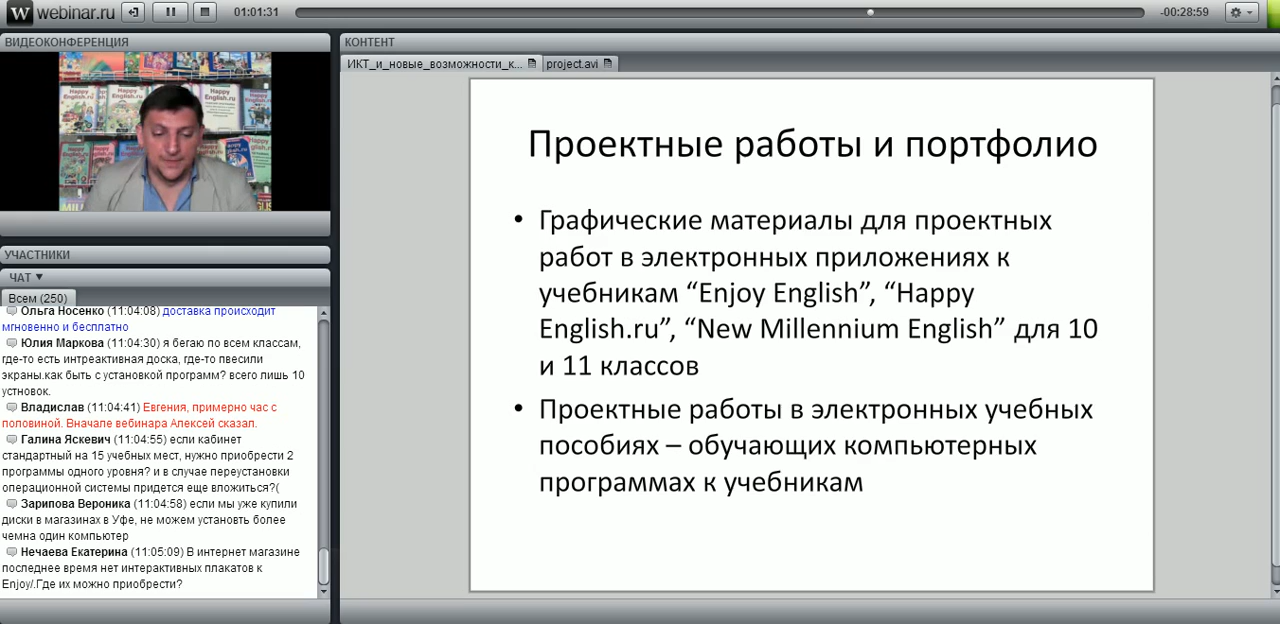 webinar.ru
01:01:31
-00:28:59
ВИДЕОКОНФЕРЕНЦИЯ
Happy English.ru
УЧАСТНИКИ
ЧАТ
Всем (250)
Ольга Носенко (11:04:08) доставка происходит
мгновенно и бесплатно
Юлия Маркова (11:04:30) я бегаю по всем классам,
где-то есть интреактивная доска, где-то пвесили
экраны.как быть с установкой программ? всего лишь 10
устновок.
Владислав (11:04:41) Евгения, примерно час с
половиной. Вначале вебинара Алексей сказал.
Галина Яскевич (11:04:55) если кабинет
стандартный на 15 учебных мест, нужно приобрести 2
программы одного уровня? и в случае переустановки
операционной системы придется еще вложиться?(
Зарипова Вероника (11:04:58) если мы уже купили
диски в магазинах в Уфе, не можем установть более
чемна один компьютер
Нечаева Екатерина (11:05:09) В интернет магазине
последнее время нет интерактивных плакатов к
Enjoy/.Где их можно приобрести?
КОНТЕНТ
ИКТ_и_новые_возможности_к...
project.avi
Проектные работы и портфолио
• Графические материалы для проектных
работ в электронных приложениях к
учебникам “Enjoy English”, “Happy
English.ru”, “New Millennium English” для 10
и 11 классов
• Проектные работы в электронных учебных
пособиях – обучающих компьютерных
программах к учебникам